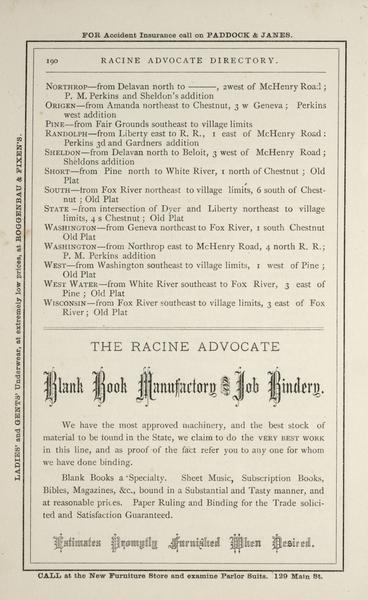 FOR Accident Insurance call on PADDOCK & JANES.
190 RACINE ADVOCATE DIRECTORY.
NORTHROP—from Delavan north to ———, 2west of McHenry Road;
P. M. Perkins and Sheldon's addition
ORIGEN—from Amanda northeast to Chestnut, 3 w Geneva; Perkins
west addition
PINE—from Fair Grounds southeast to village limits
RANDOLPH—from Liberty east to R. R., 1 east of McHenry Road:
Perkins 3d and Gardners addition
SHELDON—from Delavan north to Beloit, 3 west of McHenry Road;
Sheldons addition
SHORT—from Pine north to White River, 1 north of Chestnut; Old
Plat
SOUTH—from Fox River northeast to village limits, 6 south of Chest-
nut; Old Plat
STATE—from intersection of Dyer and Liberty northeast to village
limits, 4 s Chestnut; Old Plat
WASHINGTON—from Geneva northeast to Fox River, 1 south Chestnut
Old Plat
WASHINGTON—from Northrop east to McHenry Road, 4 north R. R.;
P. M. Perkins addition
WEST—from Washington southeast to village limits, 1 west of Pine;
Old Plat
WEST WATER—from White River southeast to Fox River, 3 east of
Pine; Old Plat
WISCONSIN—from Fox River southeast to village limits, 3 east of Fox
River; Old Plat
THE RACINE ADVOCATE
Blank Book Manufactory and Job Bindery.
We have the most approved machinery, and the best stock of
material to be found in the State, we claim to do the VERY BEST WORK
in this line, and as proof of the fact refer you to any one for whom
we have done binding.
Blank Books a Specialty. Sheet Music, Subscription Books,
Bibles, Magazines, &c., bound in a Substantial and Tasty manner, and
at reasonable prices. Paper Ruling and Binding for the Trade solici-
ted and Satisfaction Guaranteed.
Estimates Promptly Furnished When Desired.
CALL at the New Furniture Store and examine Parlor Suits. 129 Main St.
LADIES' and GENTS' Underwear, at extremely low prices, at ROGGENBAU & FIXEN'S.